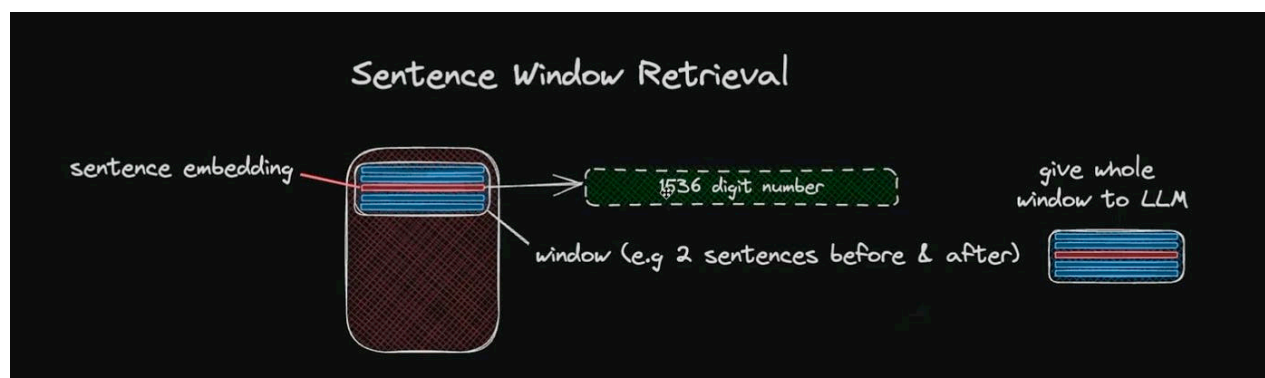 Sentence Window Retrieval
sentence embedding
1536 digit number
give whole
window to LLM
window (e.g 2 sentences before & after)